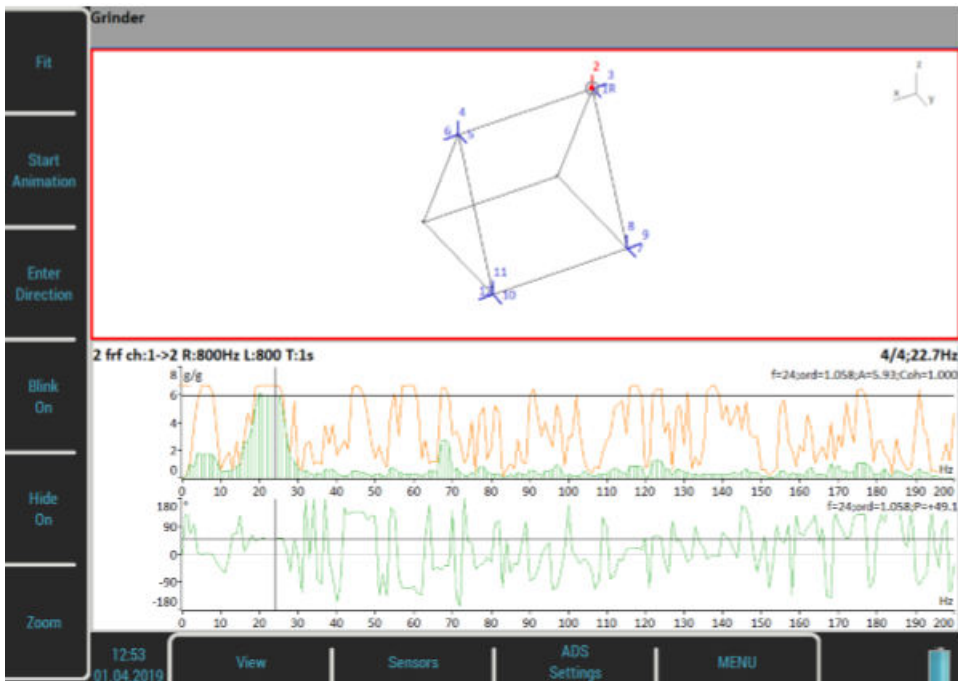 Grinder
Fit
Start
Animation
Enter
Direction
Blink
On
Hide
On
Zoom
2
3
1R
4
6 5
8
9
7
11
12 10
z
x y
2 frf ch:1->2 R:800Hz L:800 T:1s 4/4;22.7Hz
8 g/g f=24;ord=1.058;A=5.93;Coh=1.000
6
4
2
0 Hz
0 10 20 30 40 50 60 70 80 90 100 110 120 130 140 150 160 170 180 190 200
180 ° f=24;ord=1.058;P=+49.1
90
0
-90
-180 Hz
0 10 20 30 40 50 60 70 80 90 100 110 120 130 140 150 160 170 180 190 200
12:53
01.04.2019
View
Sensors
ADS
Settings
MENU